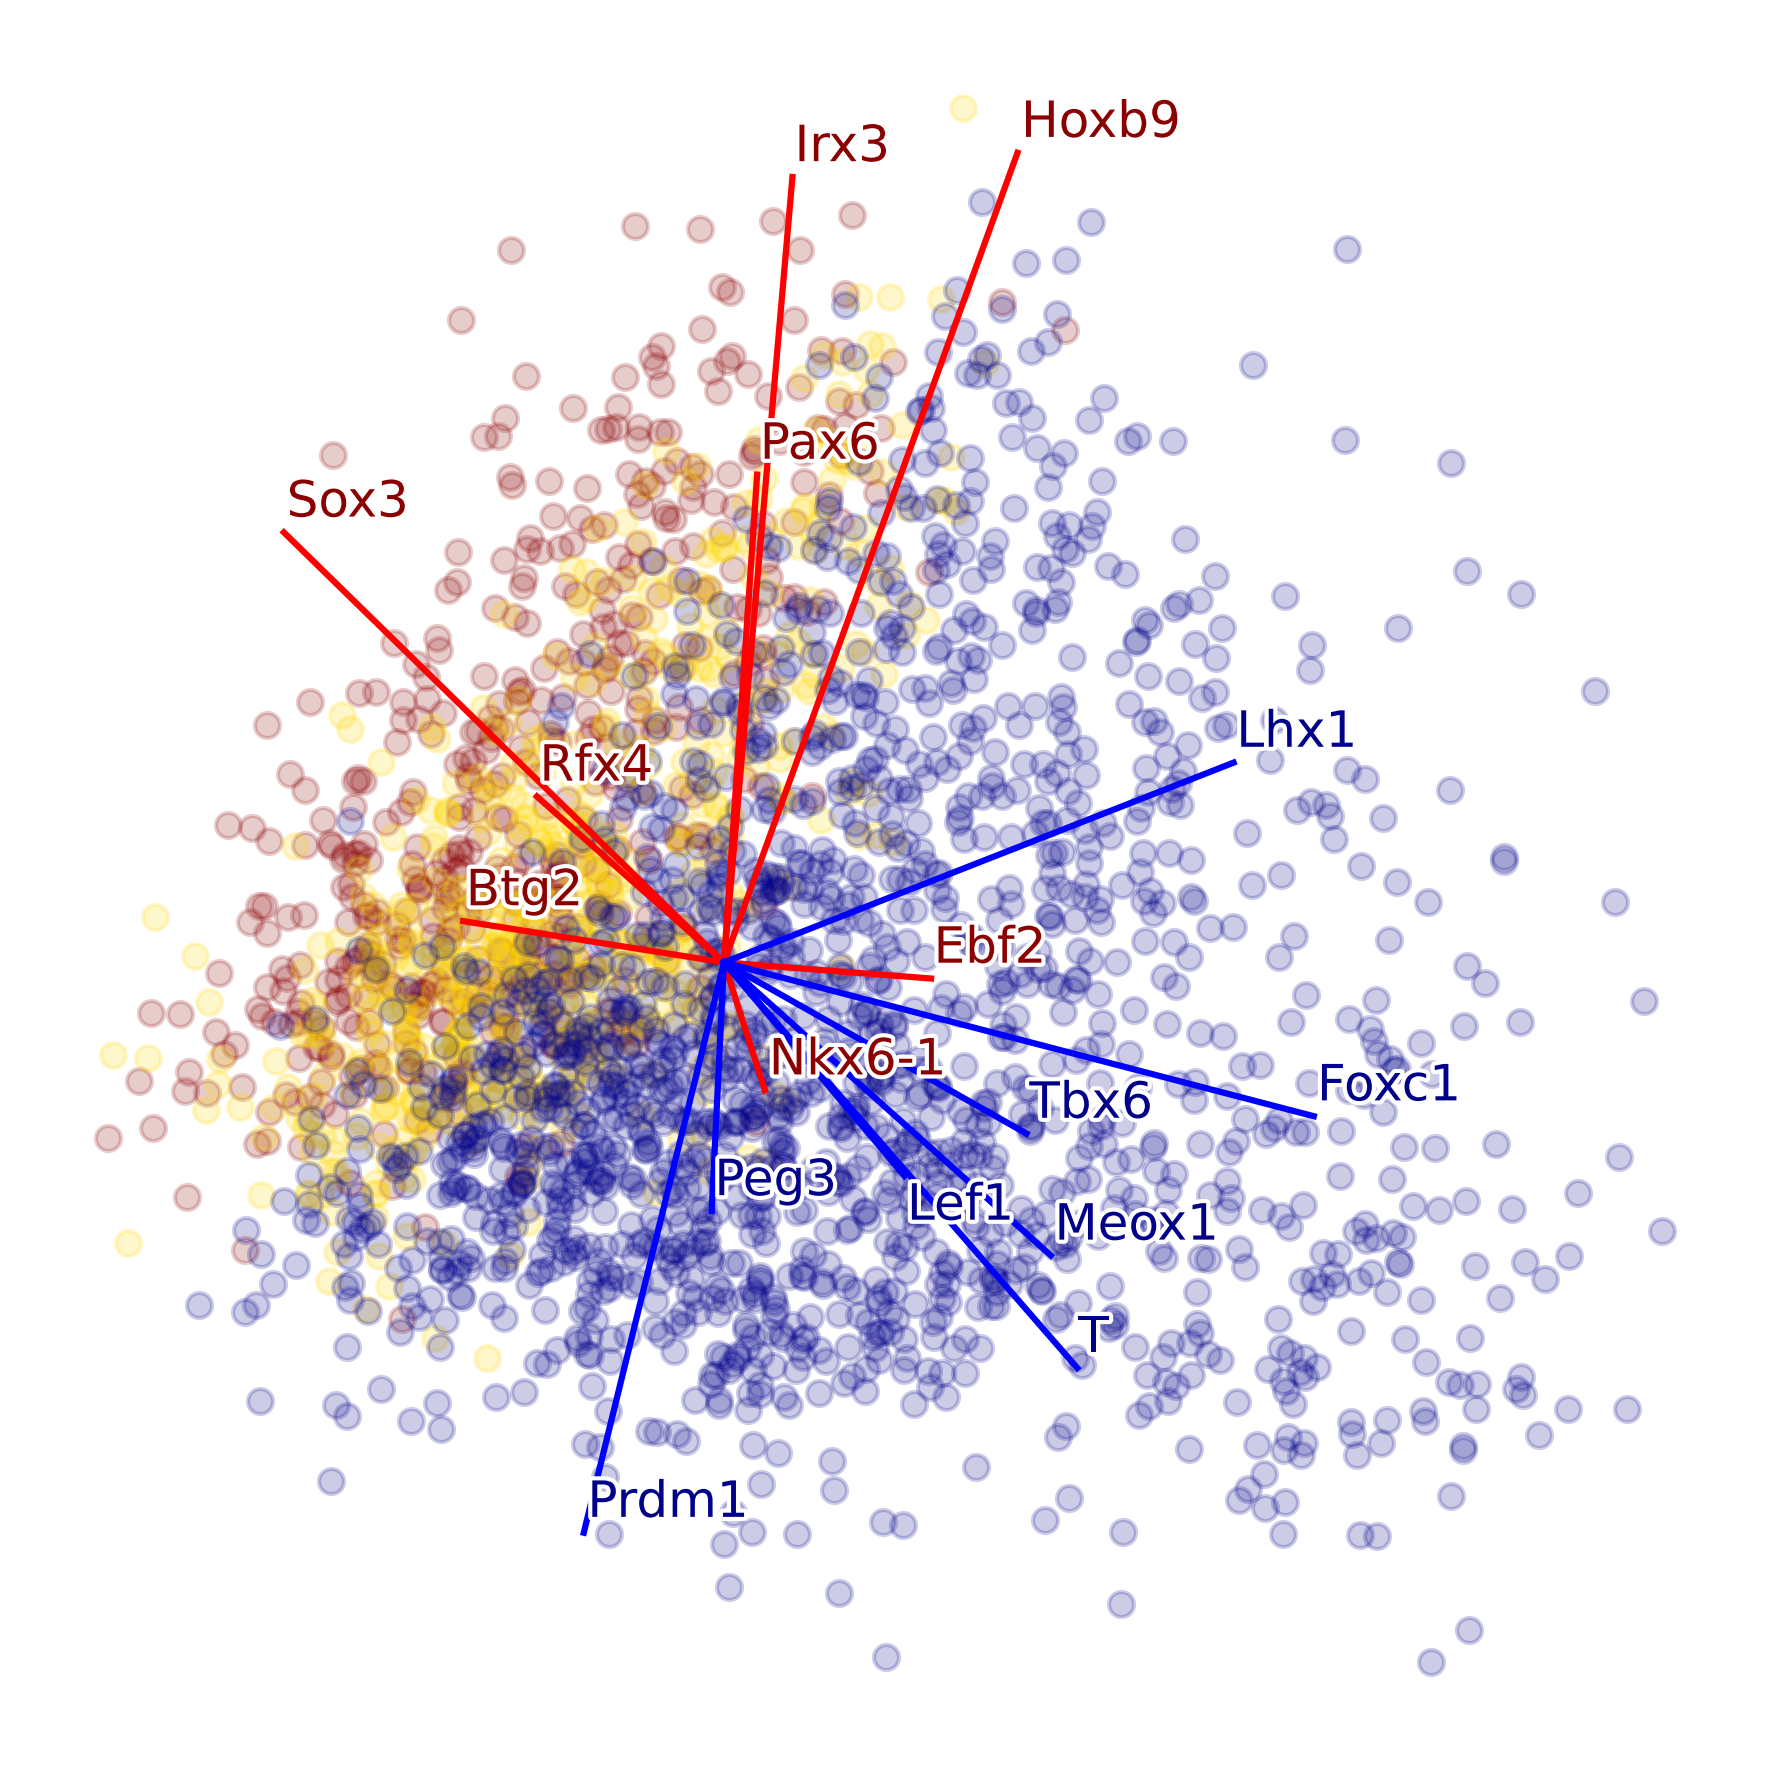 Hoxb9
Irx3
Pax6
Sox3
Lhx1
Rfx4
Btg2
Ebf2
Nkx6-1
Foxc1
Tbx6
Peg3
Lef1
Meox1
T
Prdm1